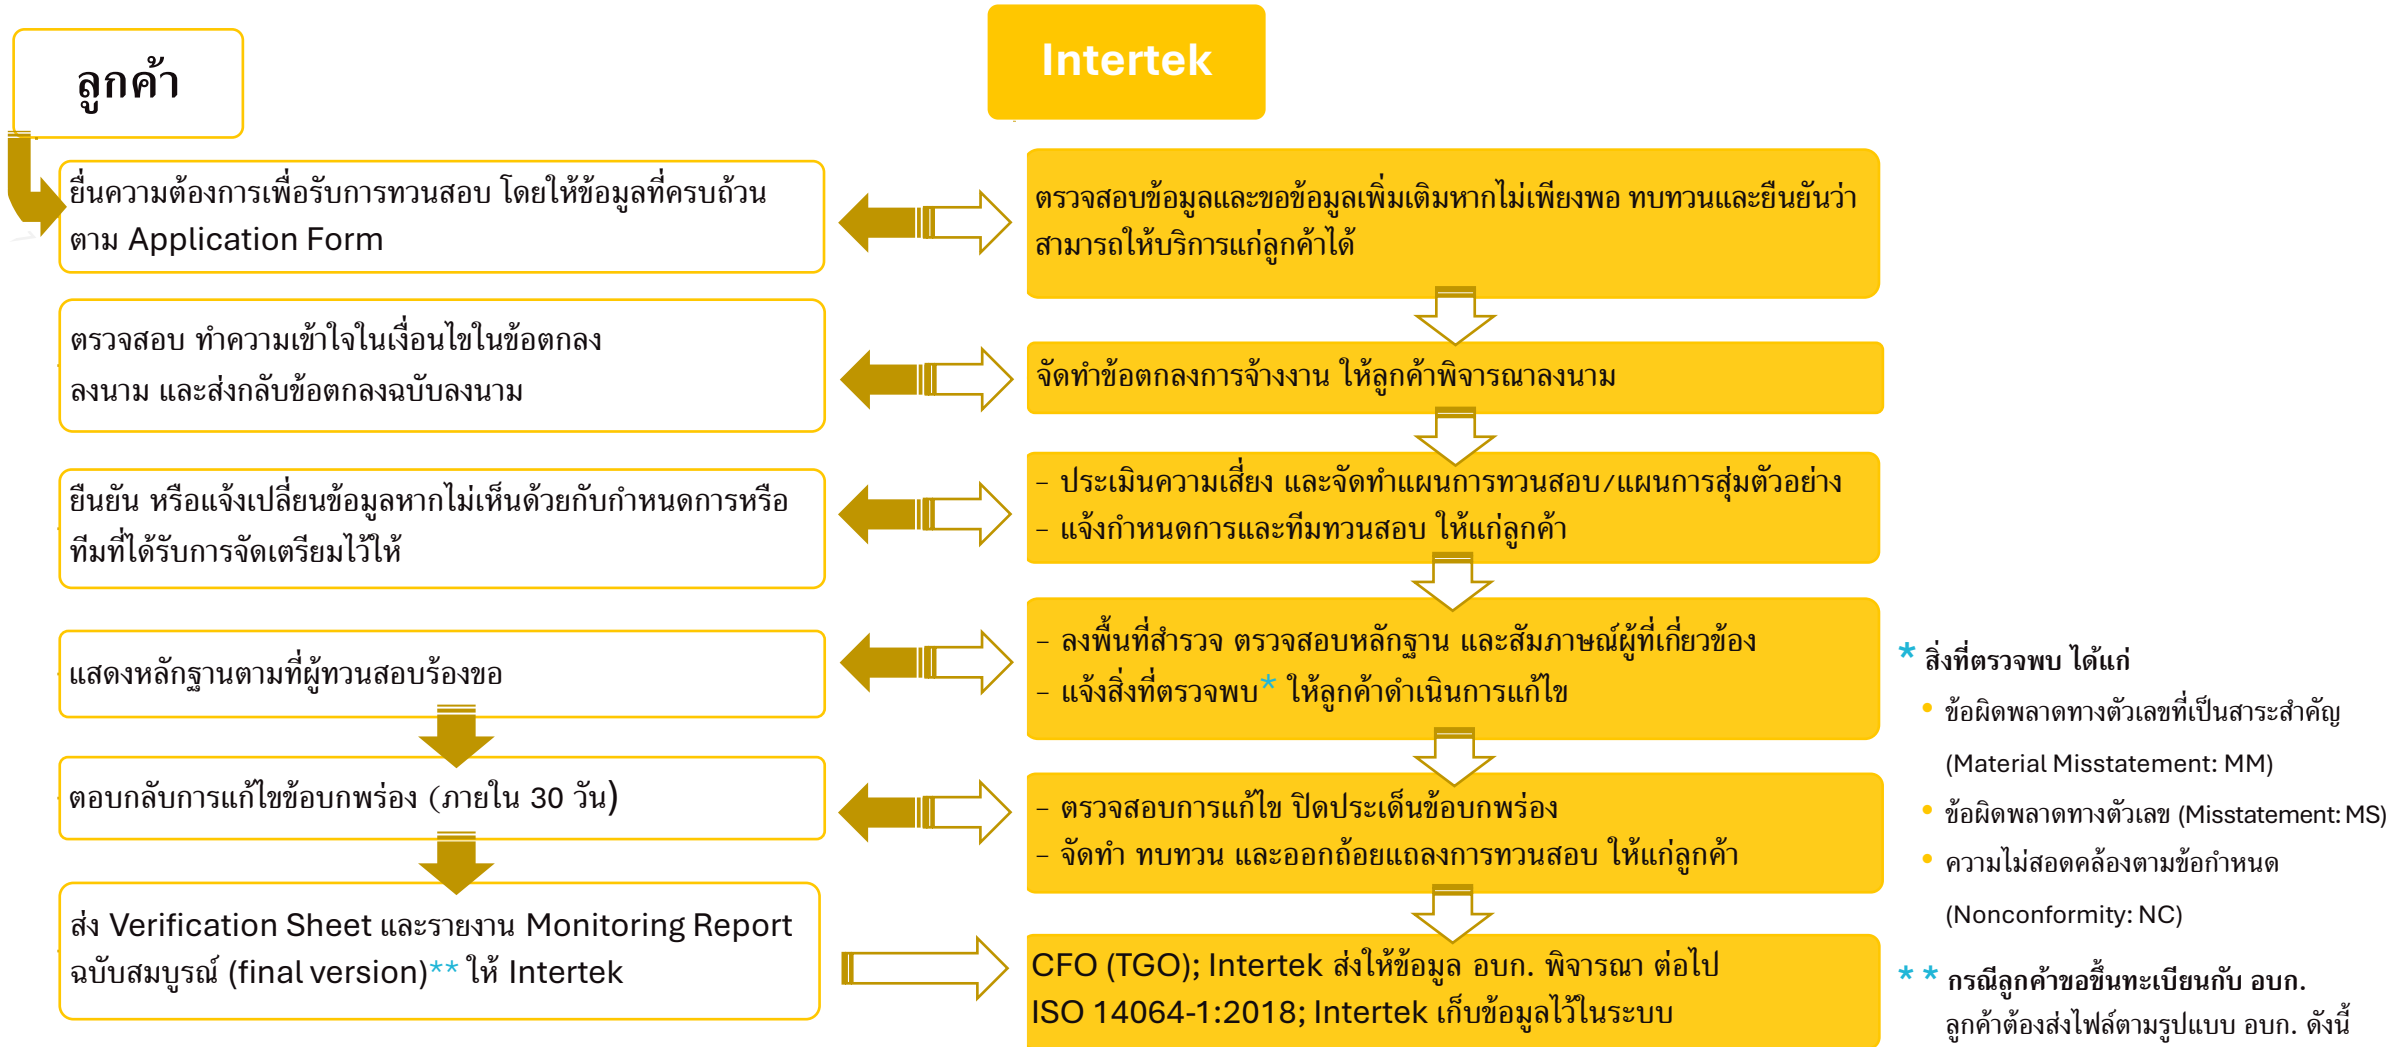 ลูกค้า
Intertek
ยื่นความต้องการเพื่อรับการทวนสอบ โดยให้ข้อมูลที่ครบถ้วน
ตาม Application Form
ตรวจสอบข้อมูลและขอข้อมูลเพิ่มเติมหากไม่เพียงพอ ทบทวนและยืนยันว่า
สามารถให้บริการแก่ลูกค้าได้
ตรวจสอบ ทำความเข้าใจในเงื่อนไขในข้อตกลง
ลงนาม และส่งกลับข้อตกลงฉบับลงนาม
จัดทำข้อตกลงการจ้างงาน ให้ลูกค้าพิจารณาลงนาม
ยืนยัน หรือแจ้งเปลี่ยนข้อมูลหากไม่เห็นด้วยกับกำหนดการหรือ
ทีมที่ได้รับการจัดเตรียมไว้ให้
- ประเมินความเสี่ยง และจัดทำแผนการทวนสอบ/แผนการสุ่มตัวอย่าง
- แจ้งกำหนดการและทีมทวนสอบ ให้แก่ลูกค้า
แสดงหลักฐานตามที่ผู้ทวนสอบร้องขอ
- ลงพื้นที่สำรวจ ตรวจสอบหลักฐาน และสัมภาษณ์ผู้ที่เกี่ยวข้อง
- แจ้งสิ่งที่ตรวจพบ* ให้ลูกค้าดำเนินการแก้ไข
ตอบกลับการแก้ไขข้อบกพร่อง (ภายใน 30 วัน)
- ตรวจสอบการแก้ไข ปิดประเด็นข้อบกพร่อง
- จัดทำ ทบทวน และออกถ้อยแถลงการทวนสอบ ให้แก่ลูกค้า
ส่ง Verification Sheet และรายงาน Monitoring Report
ฉบับสมบูรณ์ (final version)** ให้ Intertek
CFO (TGO); Intertek ส่งให้ข้อมูล อบก. พิจารณา ต่อไป
ISO 14064-1:2018; Intertek เก็บข้อมูลไว้ในระบบ
* สิ่งที่ตรวจพบ ได้แก่
• ข้อผิดพลาดทางตัวเลขที่เป็นสาระสำคัญ
(Material Misstatement: MM)
• ข้อผิดพลาดทางตัวเลข (Misstatement: MS)
• ความไม่สอดคล้องตามข้อกำหนด
(Nonconformity: NC)
** กรณีลูกค้าขอขึ้นทะเบียนกับ อบก.
ลูกค้าต้องส่งไฟล์ตามรูปแบบ อบก. ดังนี้